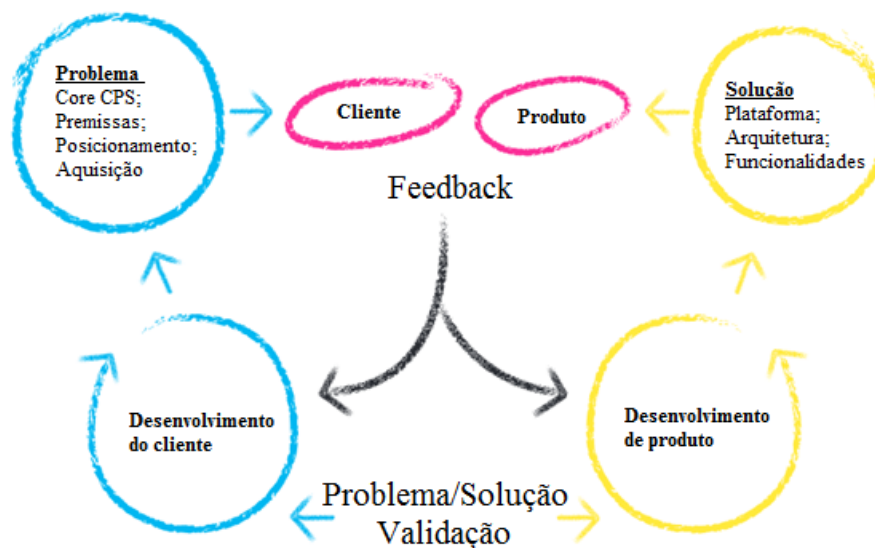 Problema
Core CPS;
Premissas;
Posicionamento;
Aquisição
Cliente
Produto
Solução
Plataforma;
Arquitetura;
Funcionalidades
Feedback
Desenvolvimento
do cliente
Desenvolvimento
de produto
Problema/Solução
Validação